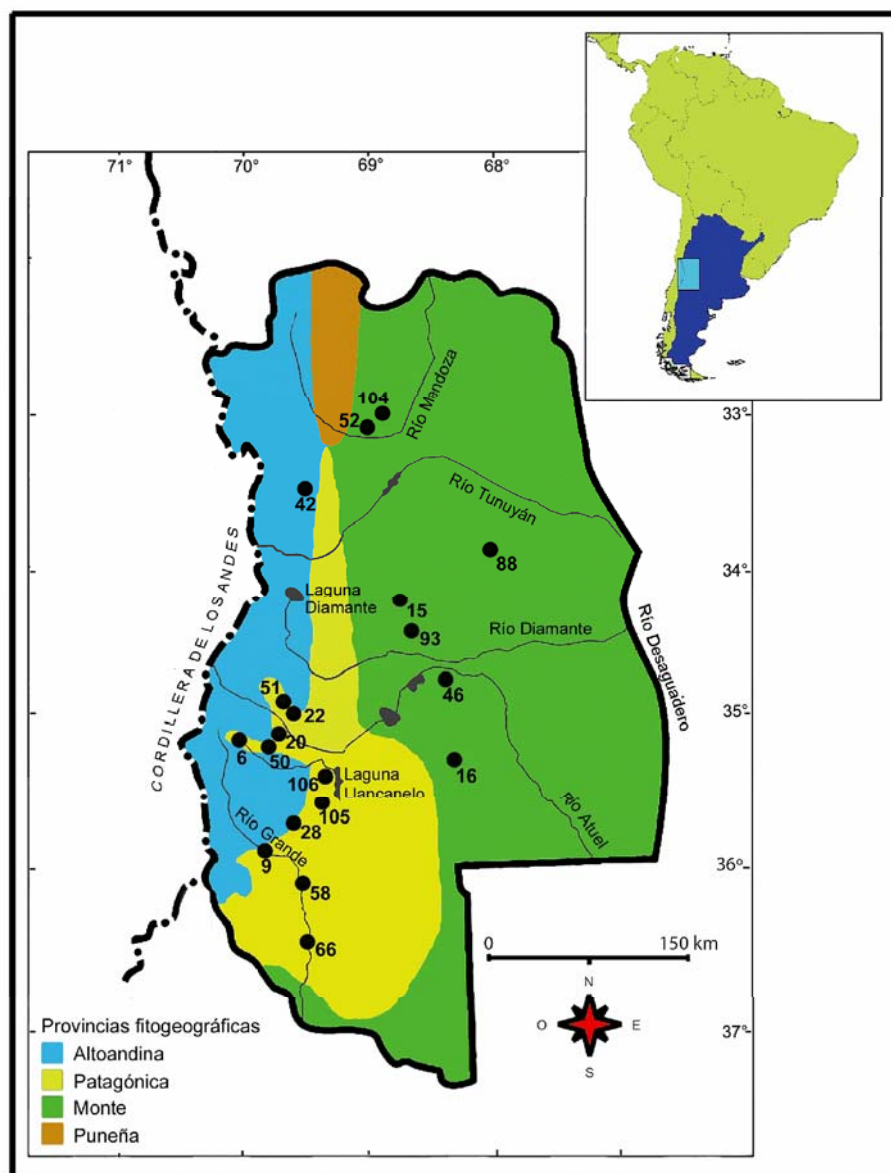 71°
70°
69°
68°
33°
34°
35°
36°
37°
104
52
Río Mendoza
42
Río Tunuyán
88
CORDILLERA DE LOS ANDES
Laguna
Diamante
15
93
Río Diamante
Río Desaguadero
51
22
46
20
6
50
16
106
Laguna
Llancanelo
105
28
Río Grande
Río Atuel
9
58
66
0
150 km
N
O
E
S
Provincias fitogeográficas
Altoandina
Patagónica
Monte
Puneña